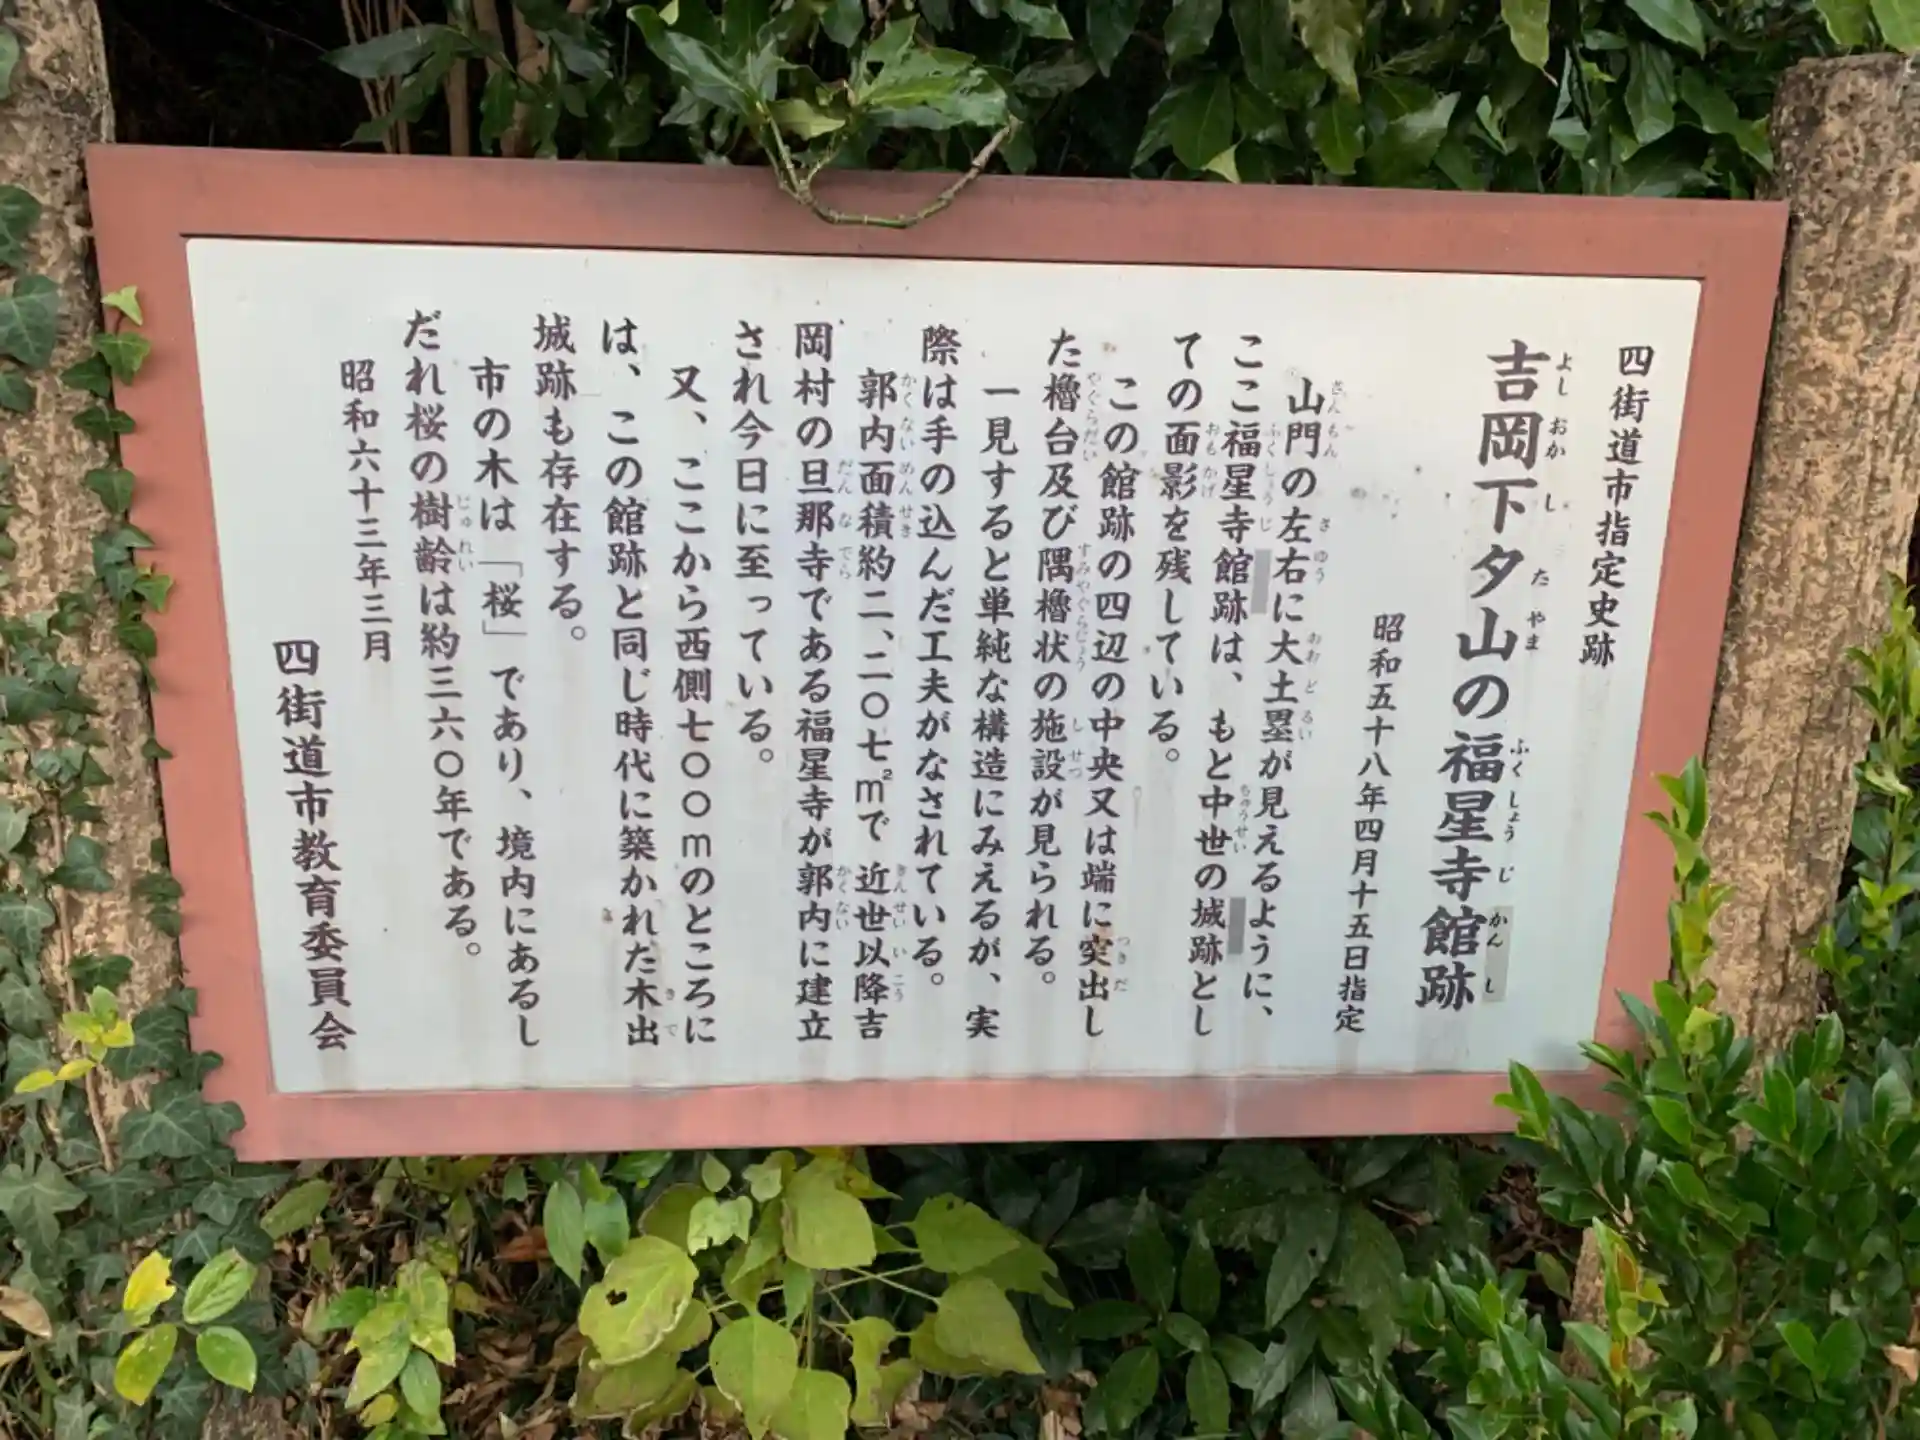 四街道市指定史跡
吉岡下夕山の福星寺館跡
昭和五十八年四月十五日指定
山門の左右に大土塁が見えるように、
ここ福星寺館跡は、もと中世の城跡とし
ての面影を残している。
この館跡の四辺の中央又は端に突出し
た櫓台及び隅櫓状の施設が見られる。
一見すると単純な構造にみえるが、実
際は手の込んだ工夫がなされている。
郭内面積約二、二〇七㎡で近世以降吉
岡村の旦那寺である福星寺が郭内に建立
され今日に至っている。
又、ここから西側七〇〇mのところに
は、この館跡と同じ時代に築かれた木出
城跡も存在する。
市の木は「桜」であり、境内にあるし
だれ桜の樹齢は約三六〇年である。
昭和六十三年三月
四街道市教育委員会